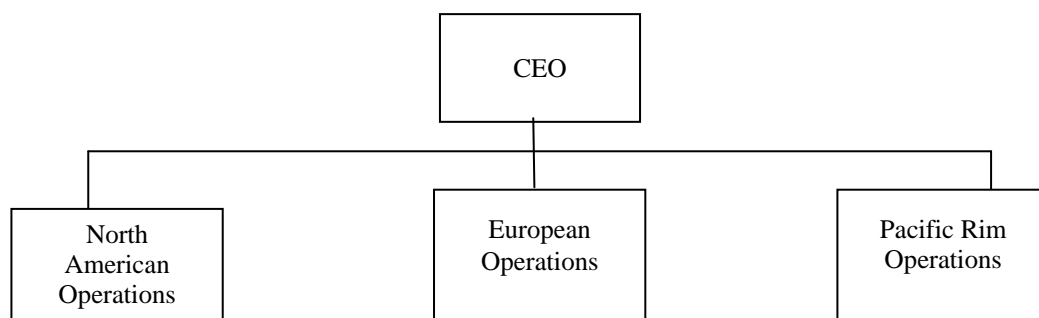 CEO
North
American
Operations
European
Operations
Pacific Rim
Operations